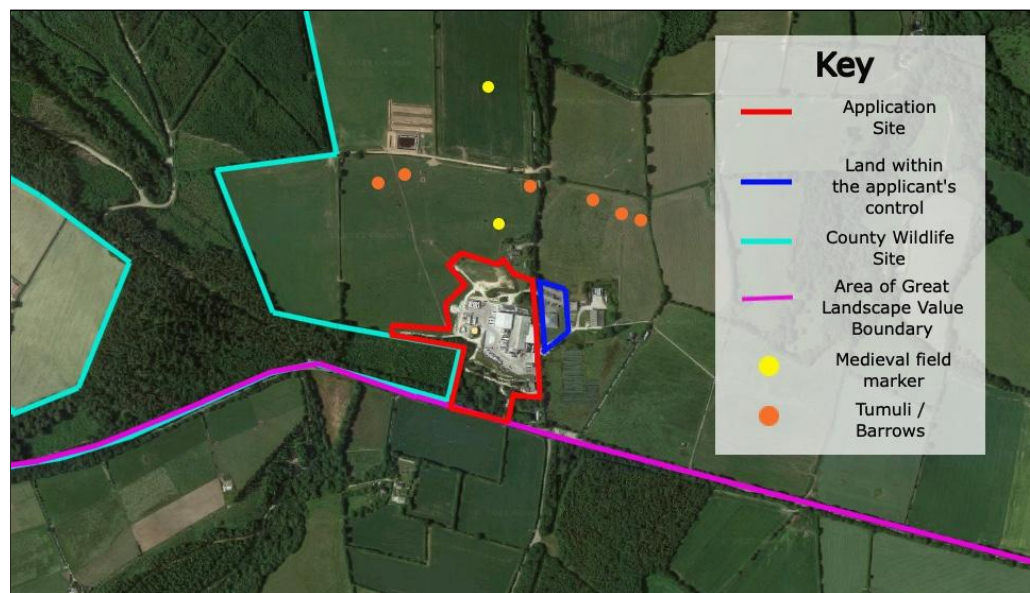 Key
Application
Site
Land within
the applicant's
control
County Wildlife
Site
Area of Great
Landscape Value
Boundary
Medieval field
marker
Tumuli /
Barrows